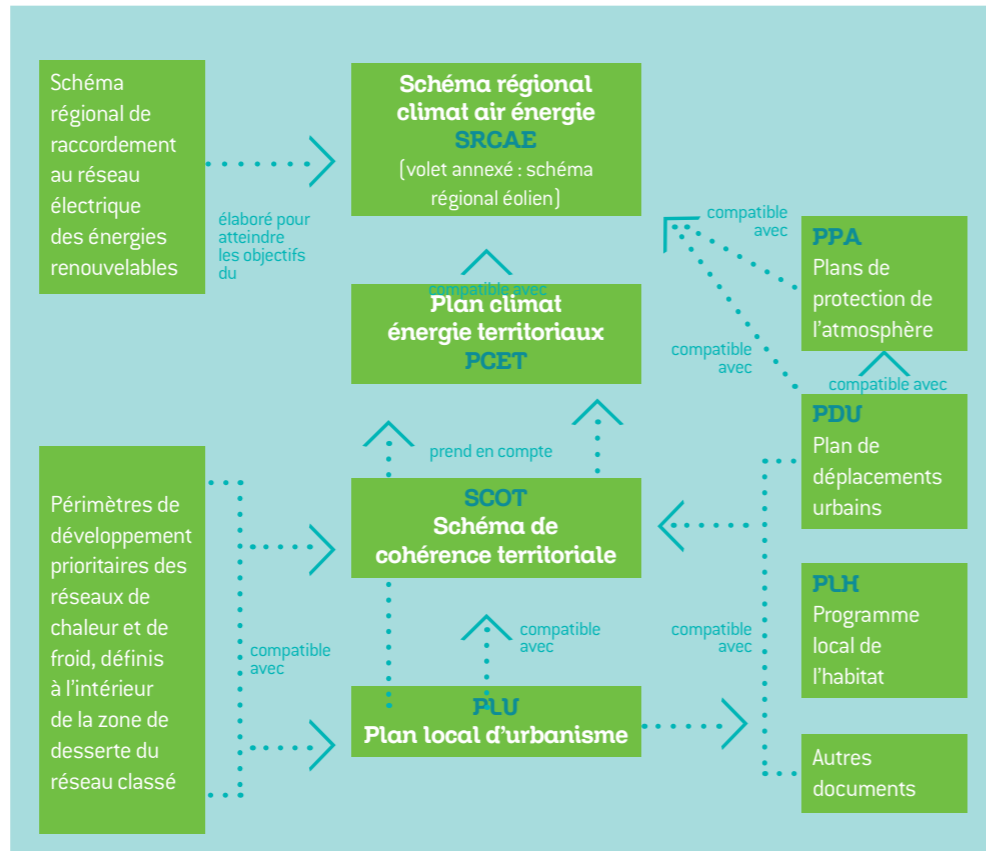 Schéma
régional de
raccordement
au réseau
électrique
des énergies
renouvelables
élaboré pour
atteindre
les objectifs
du
Schéma régional
climat air énergie
SRCAE
(volet annexé : schéma
régional éolien)
compatible avec
Plan climat
énergie territoriaux
PCET
compatible
avec
PPA
Plans de
protection de
l'atmosphère
compatible
avec
compatible avec
PDU
Plan de
déplacements
urbains
prend en compte
SCOT
Schéma de
cohérence territoriale
Périmètres de
développement
prioritaires des
réseaux de
chaleur et de
froid, définis
à l'intérieur
de la zone de
desserte du
réseau classé
compatible
avec
compatible
avec
compatible
avec
PLH
Programme
local de
l'habitat
PLU
Plan local d'urbanisme
Autres
documents